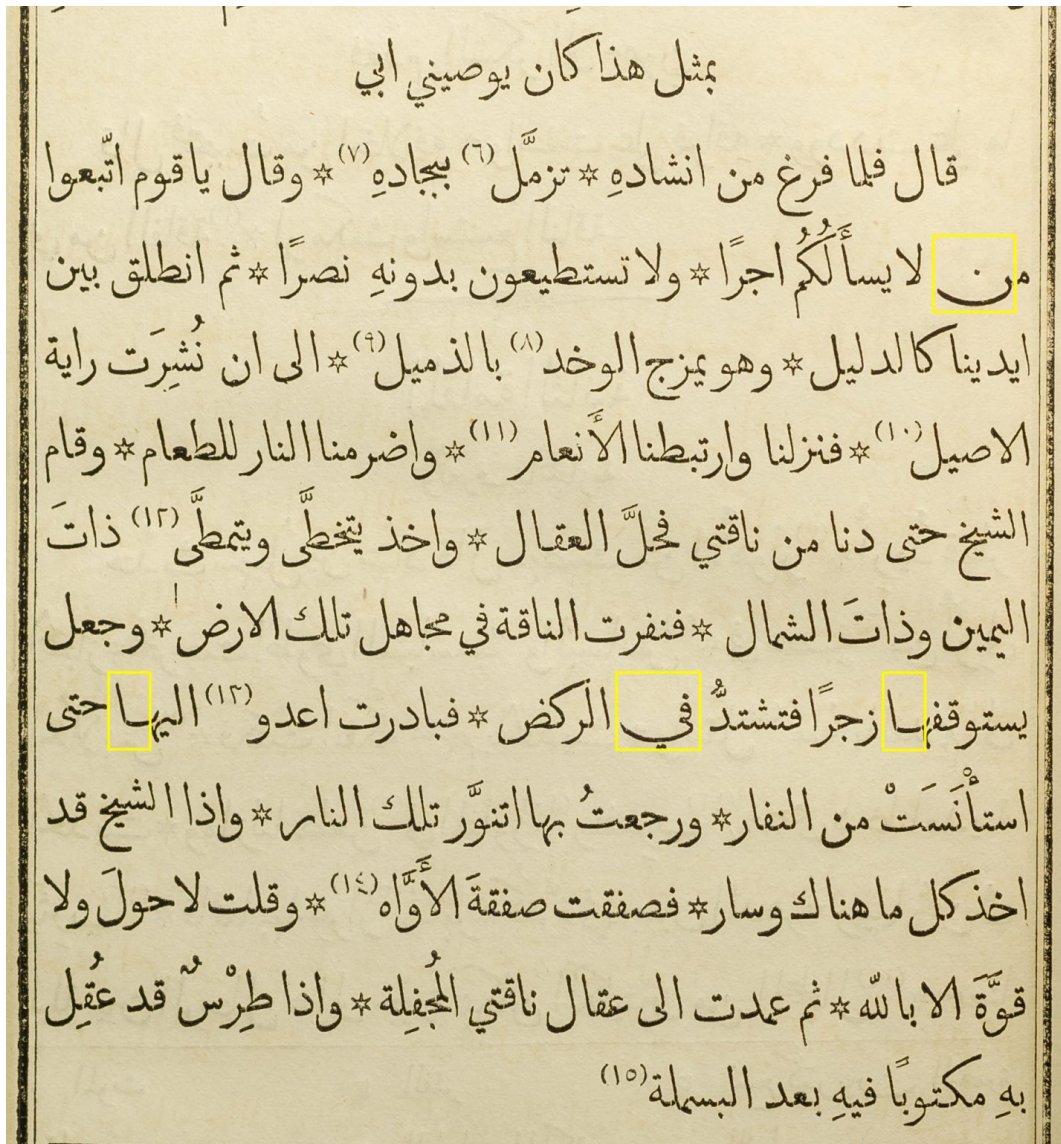 بمثل هذا كان يوصيني ابي
قال فلما فرغ من انشادهِ * تزمَّل (٦) ببجادهِ (٧) * وقال يا قوم اتَّبعوا
من لا يسأَلُكُم اجرًا * ولا تستطيعون بدونهِ نصرًا * ثم انطلق بين
ايدينا كالدليل * وهو يمزج الوخد (٨) بالذميل (٩) * الى ان نُشِرَت راية
الاصيل (١٠) * فنزلنا وارتبطنا الأَنعام (١١) * واضرمنا النار للطعام * وقام
الشيخ حتى دنا من ناقتي فحلَّ العقال * واخذ يتخطَّى ويتمطَّى (١٢) ذاتَ
اليمين وذاتَ الشمال * فنفرت الناقة في مجاهل تلك الارض * وجعل
يستوقفها زجرًا فتشتدُّ في الركض * فبادرت اعدو (١٣) اليها حتى
استأْنَسَتْ من النفار * ورجعتُ بها اتنوَّر تلك النار * واذا الشيخ قد
اخذ كل ما هناك وسار * فصفقت صفقةَ الأَوَّاه (١٤) * وقلت لا حولَ ولا
قوَّةَ الا بالله * ثم عمدت الى عقال ناقتي المُجفِلة * واذا طِرْسٌ قد عُقِل
بهِ مكتوبًا فيهِ بعد البسملة (١٥)